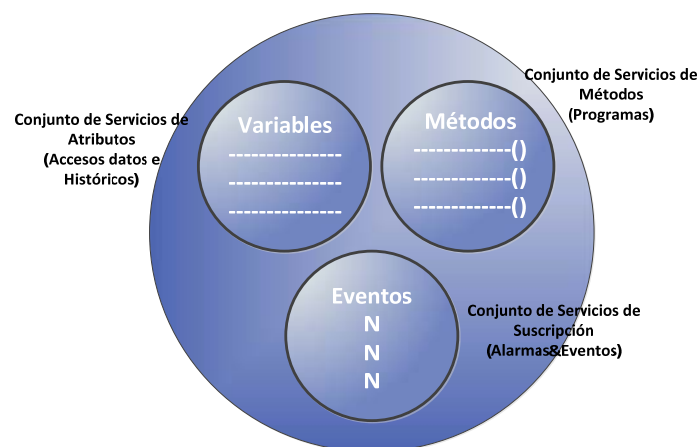 Conjunto de Servicios de
Métodos
(Programas)
Conjunto de Servicios de
Atributos
(Accesos datos e
Históricos)
Variables
----------------
----------------
----------------
Métodos
--------------()
--------------()
--------------()
Eventos
N
N
N
Conjunto de Servicios de
Suscripción
(Alarmas&Eventos)